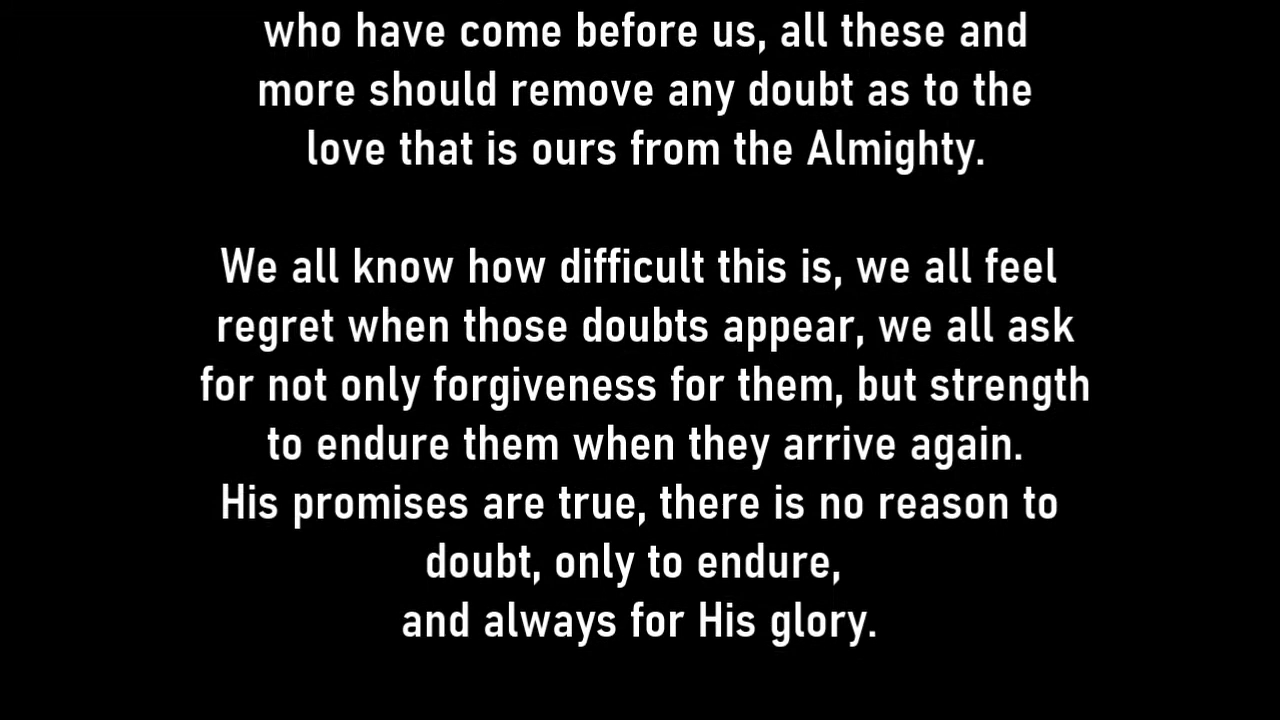 who have come before us, all these and
more should remove any doubt as to the
love that is ours from the Almighty.
We all know how difficult this is, we all feel
regret when those doubts appear, we all ask
for not only forgiveness for them, but strength
to endure them when they arrive again.
His promises are true, there is no reason to
doubt, only to endure,
and always for His glory.